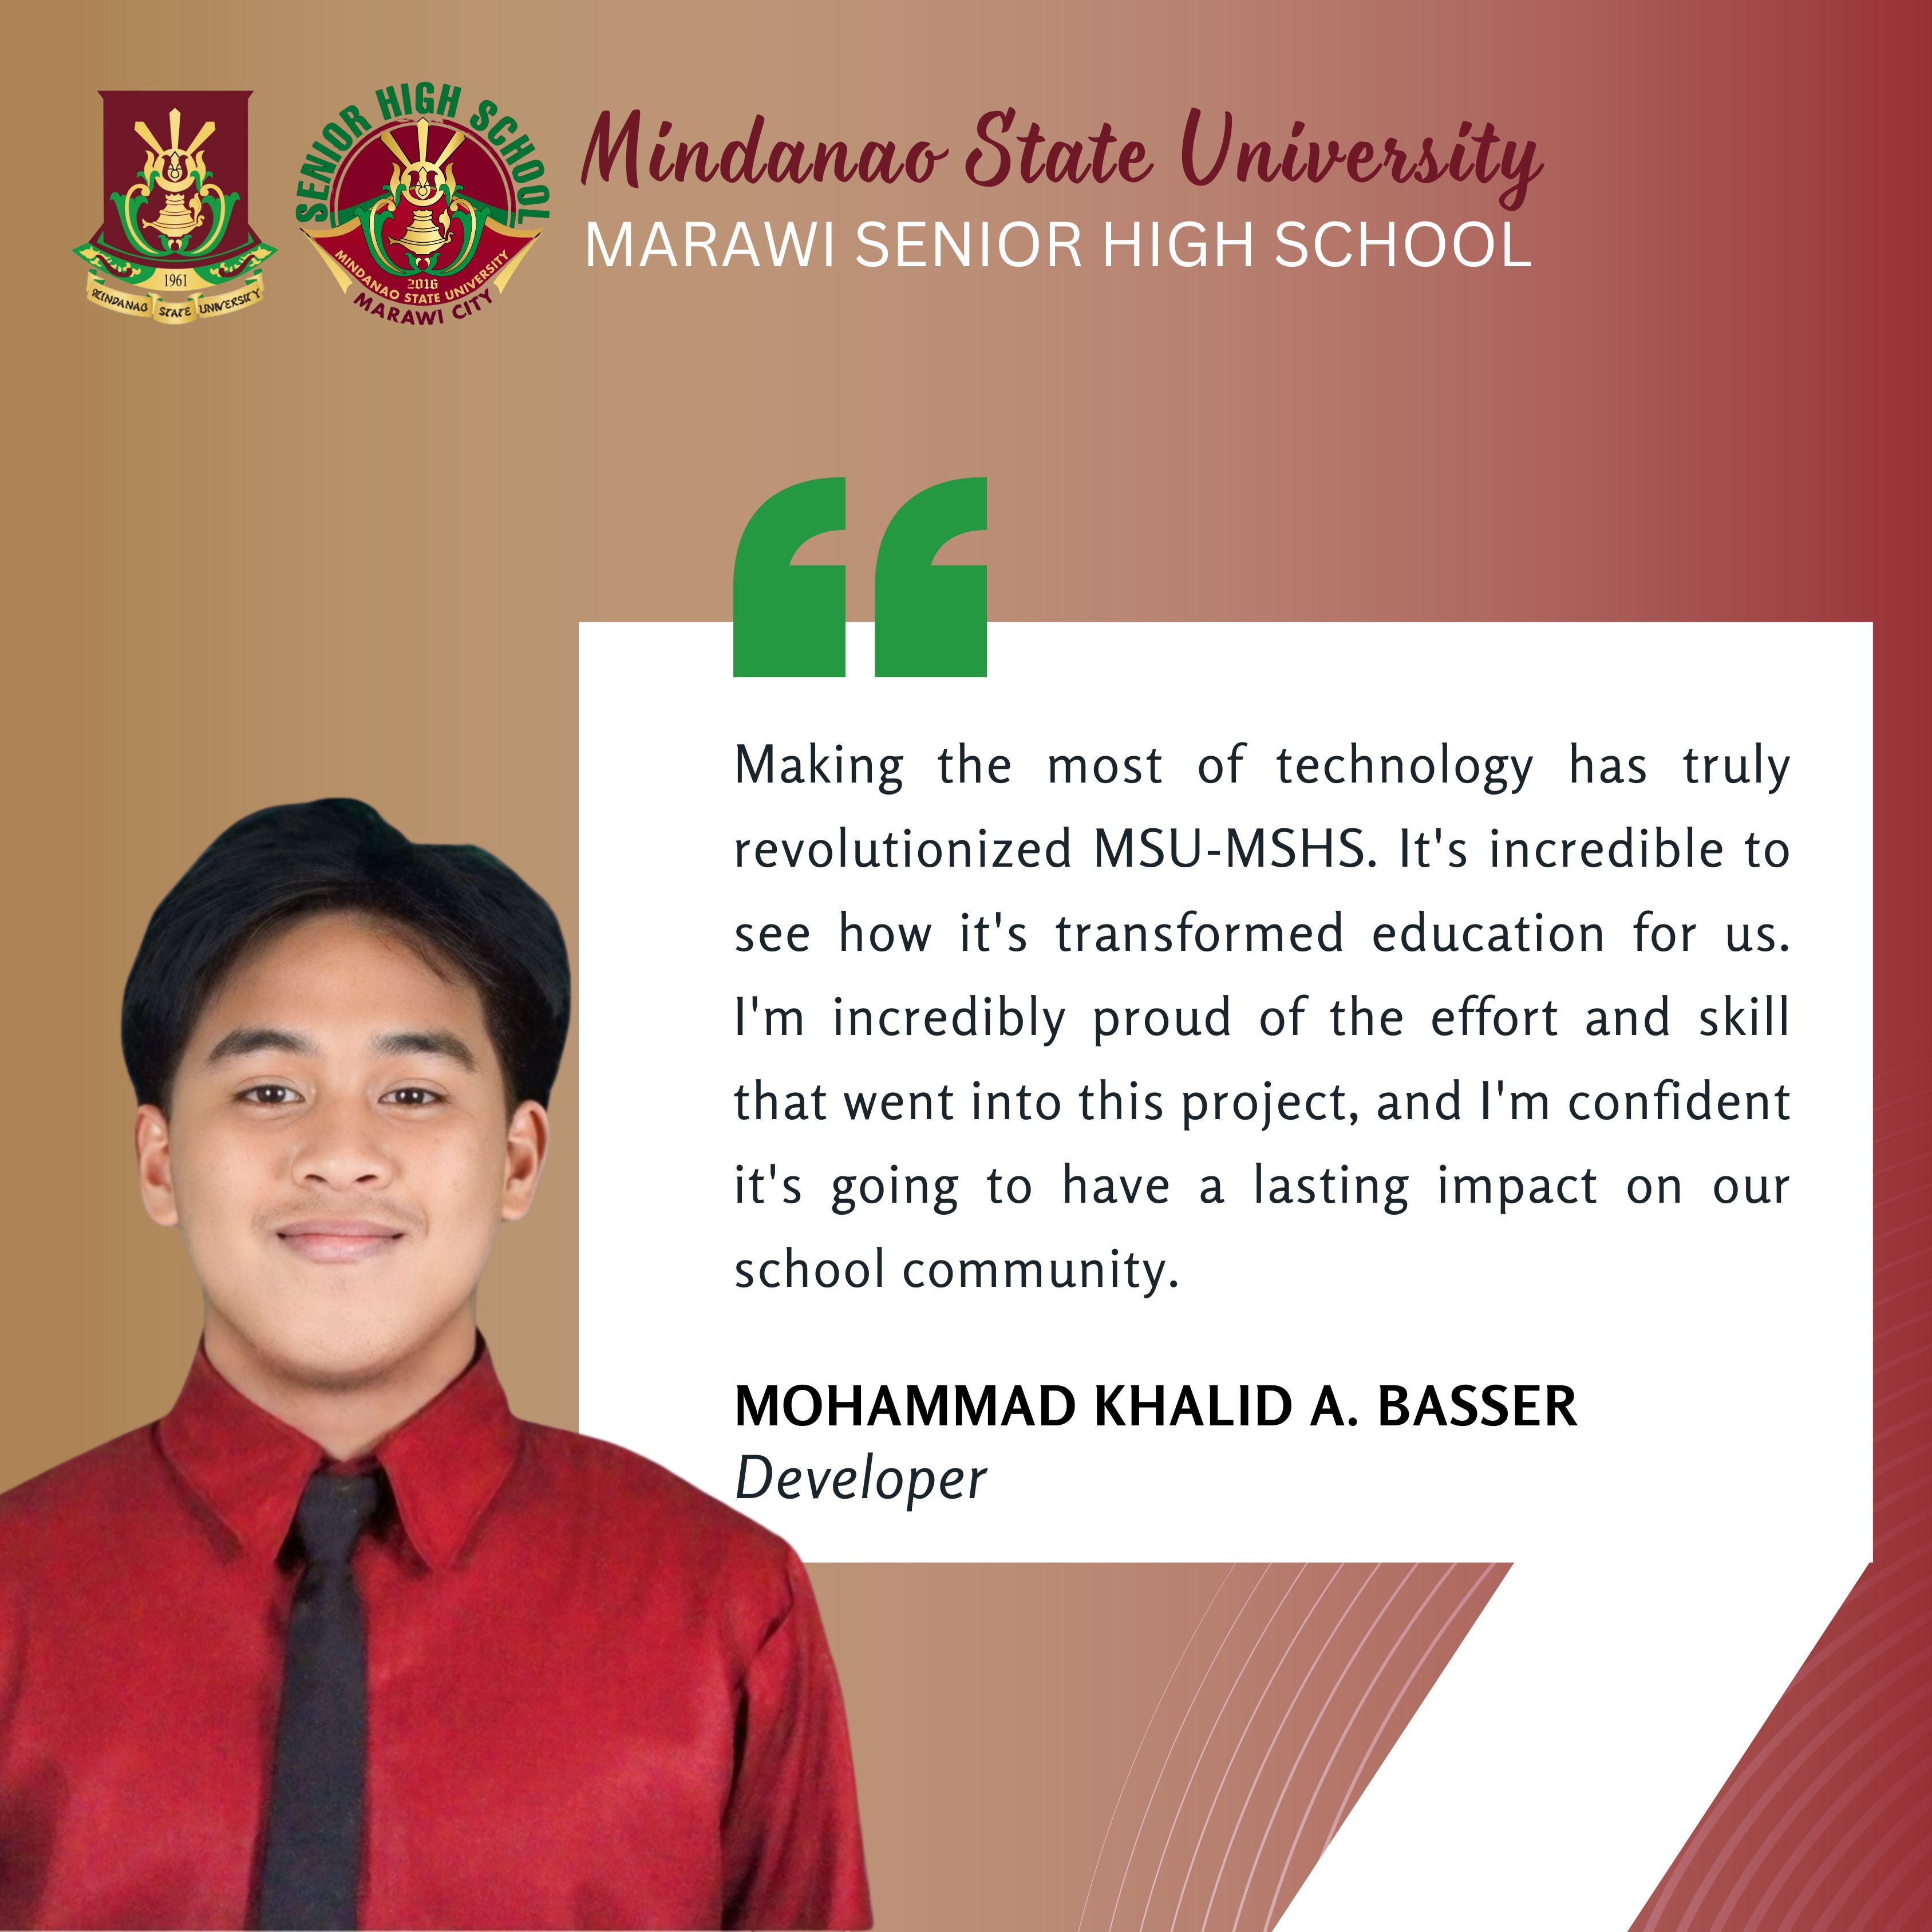 1961
MINDANAO STATE UNIVERSITY
SENIOR HIGH SCHOOL
2016
MINDANAO STATE UNIVERSITY
MARAWI CITY
Mindanao State University
MARAWI SENIOR HIGH SCHOOL
Making the most of technology has truly
revolutionized MSU-MSHS. It's incredible to
see how it's transformed education for us.
I'm incredibly proud of the effort and skill
that went into this project, and I'm confident
it's going to have a lasting impact on our
school community.
MOHAMMAD KHALID A. BASSER
Developer